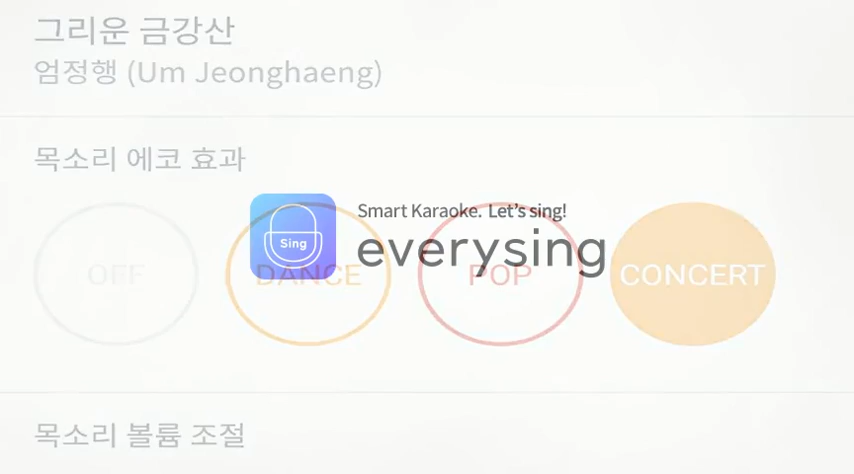 그리운 금강산
엄정행 (Um Jeonghaeng)
목소리 에코 효과
Smart Karaoke. Let's sing!
Sing
everysing
OFF DANCE POP CONCERT
목소리 볼륨 조절